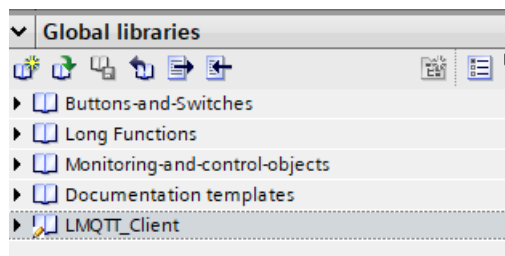 Global libraries
Buttons-and-Switches
Long Functions
Monitoring-and-control-objects
Documentation templates
LMQTT_Client